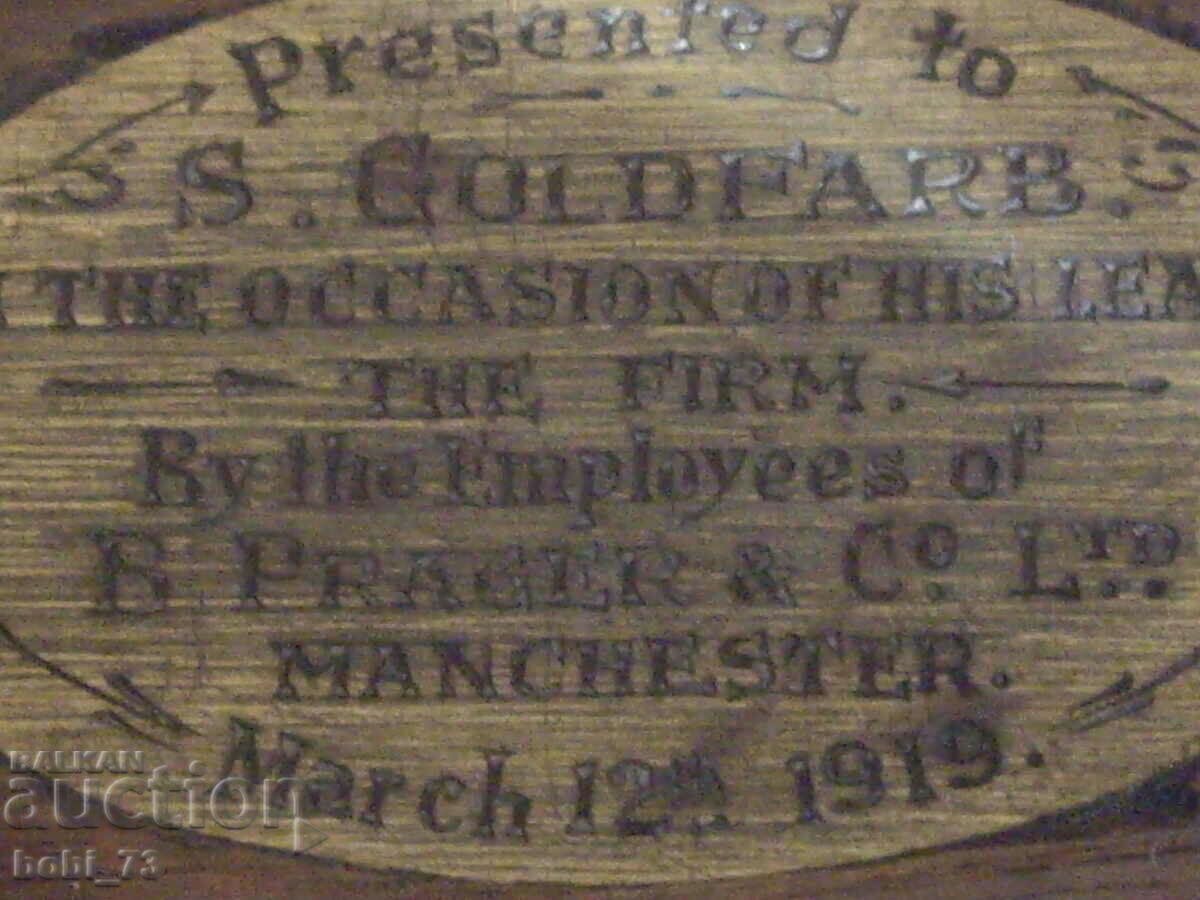 Presented to
S. GOLDFARB.
THE OCCASION OF HIS LEA
THE FIRM.
By the Employees of
B PRAGER & Co. LTD.
MANCHESTER.
March 12th 1919.
BALKAN
auction
bobi_73